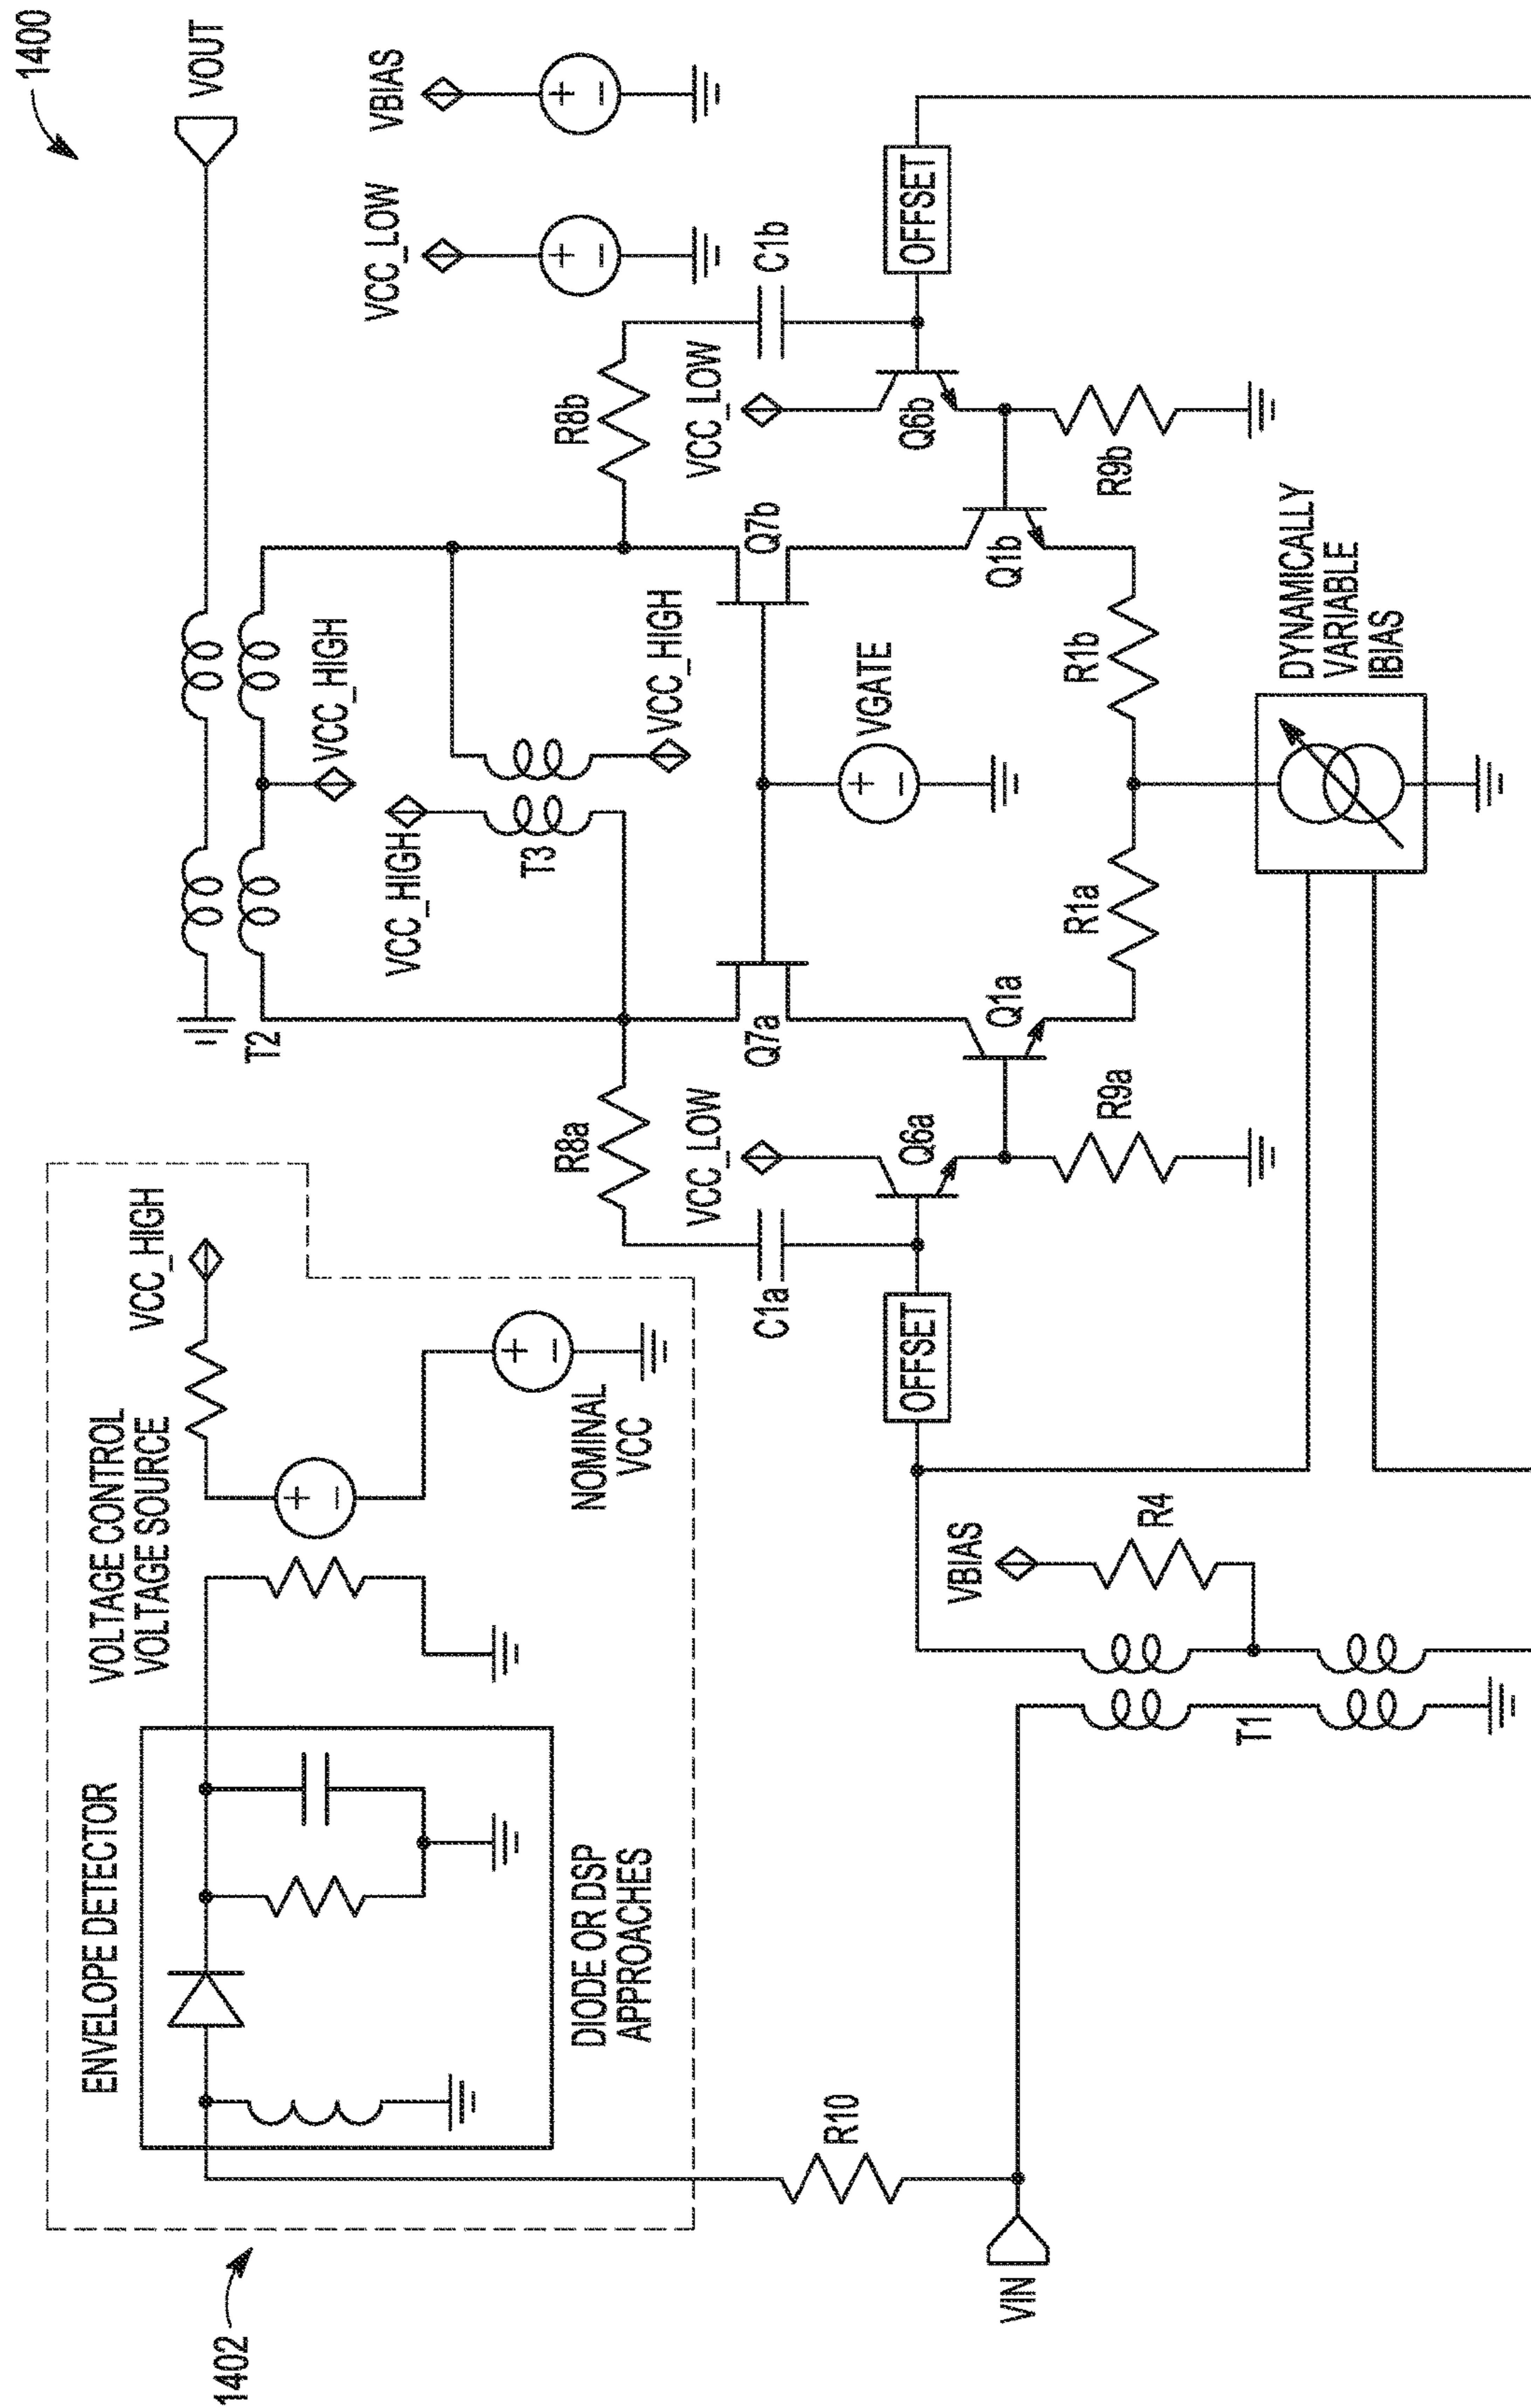 1400
1402
ENVELOPE DETECTOR
DIODE OR DSP
APPROACHES
VOLTAGE CONTROL
VOLTAGE SOURCE
VCC_HIGH
NOMINAL
VCC
VOUT
T2
VCC_HIGH
VCC_HIGH
T3
VCC_HIGH
VCC_LOW
VBIAS
R8a
R8b
C1a
VCC_LOW
Q7a
Q7b
VCC_LOW
C1b
OFFSET
Q6a
VGATE
Q6b
OFFSET
Q1a
Q1b
R9a
R1a
R1b
R9b
VIN
R10
T1
VBIAS
R4
DYNAMICALLY
VARIABLE
IBIAS